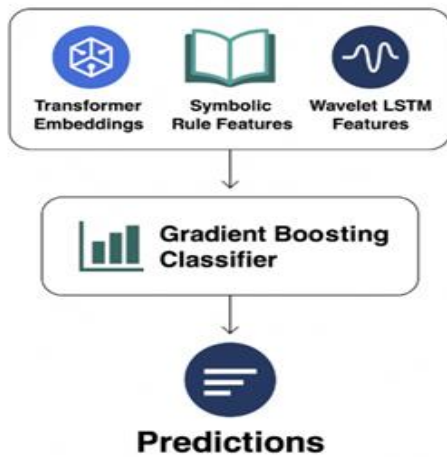 Transformer
Embeddings
Symbolic
Rule Features
Wavelet LSTM
Features
Gradient Boosting
Classifier
Predictions